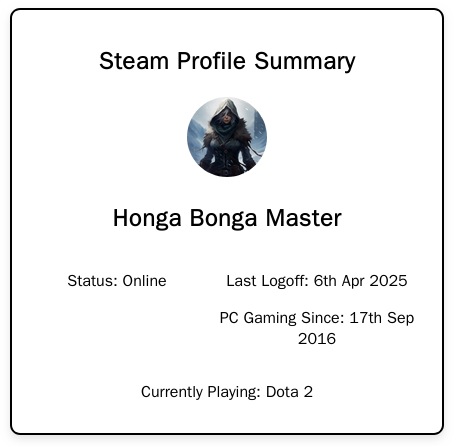 Steam Profile Summary
Honga Bonga Master
Status: Online
Last Logoff: 6th Apr 2025
PC Gaming Since: 17th Sep
2016
Currently Playing: Dota 2